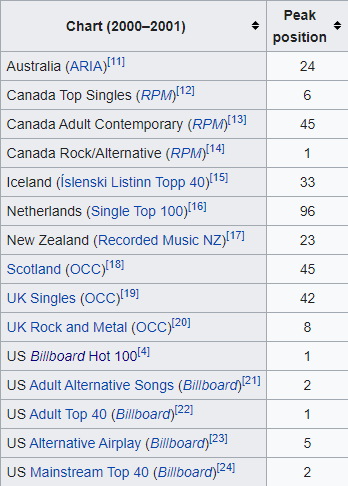 Chart (2000–2001) Peak position
Australia (ARIA)[11] 24
Canada Top Singles (RPM)[12] 6
Canada Adult Contemporary (RPM)[13] 45
Canada Rock/Alternative (RPM)[14] 1
Iceland (Íslenski Listinn Topp 40)[15] 33
Netherlands (Single Top 100)[16] 96
New Zealand (Recorded Music NZ)[17] 23
Scotland (OCC)[18] 45
UK Singles (OCC)[19] 42
UK Rock and Metal (OCC)[20] 8
US Billboard Hot 100[4] 1
US Adult Alternative Songs (Billboard)[21] 2
US Adult Top 40 (Billboard)[22] 1
US Alternative Airplay (Billboard)[23] 5
US Mainstream Top 40 (Billboard)[24] 2